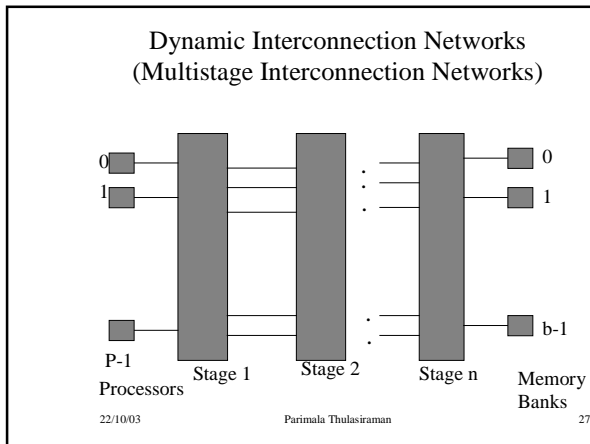 Dynamic Interconnection Networks
(Multistage Interconnection Networks)
0
0
1
1
P-1
b-1
Stage 1
Stage 2
Stage n
Processors
Memory
Banks
22/10/03
Parimala Thulasiraman
27